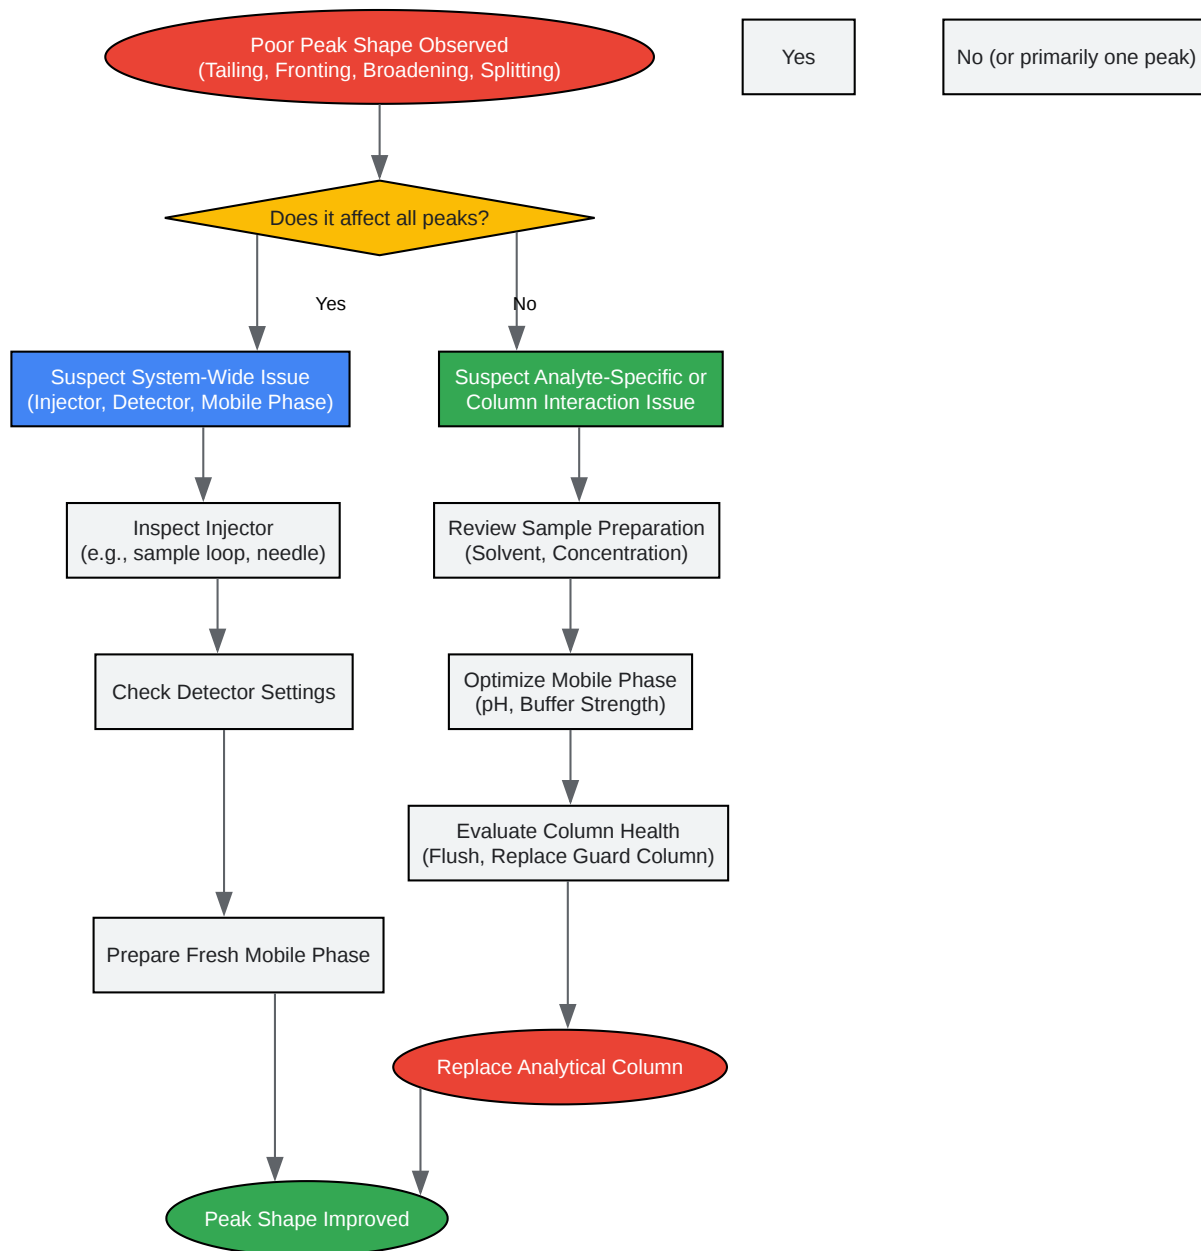 Poor Peak Shape Observed
(Tailing, Fronting, Broadening, Splitting)
Yes
No (or primarily one peak)
Does it affect all peaks?
Yes
No
Suspect System-Wide Issue
(Injector, Detector, Mobile Phase)
Suspect Analyte-Specific or
Column Interaction Issue
Inspect Injector
(e.g., sample loop, needle)
Review Sample Preparation
(Solvent, Concentration)
Check Detector Settings
Optimize Mobile Phase
(pH, Buffer Strength)
Evaluate Column Health
(Flush, Replace Guard Column)
Prepare Fresh Mobile Phase
Replace Analytical Column
Peak Shape Improved